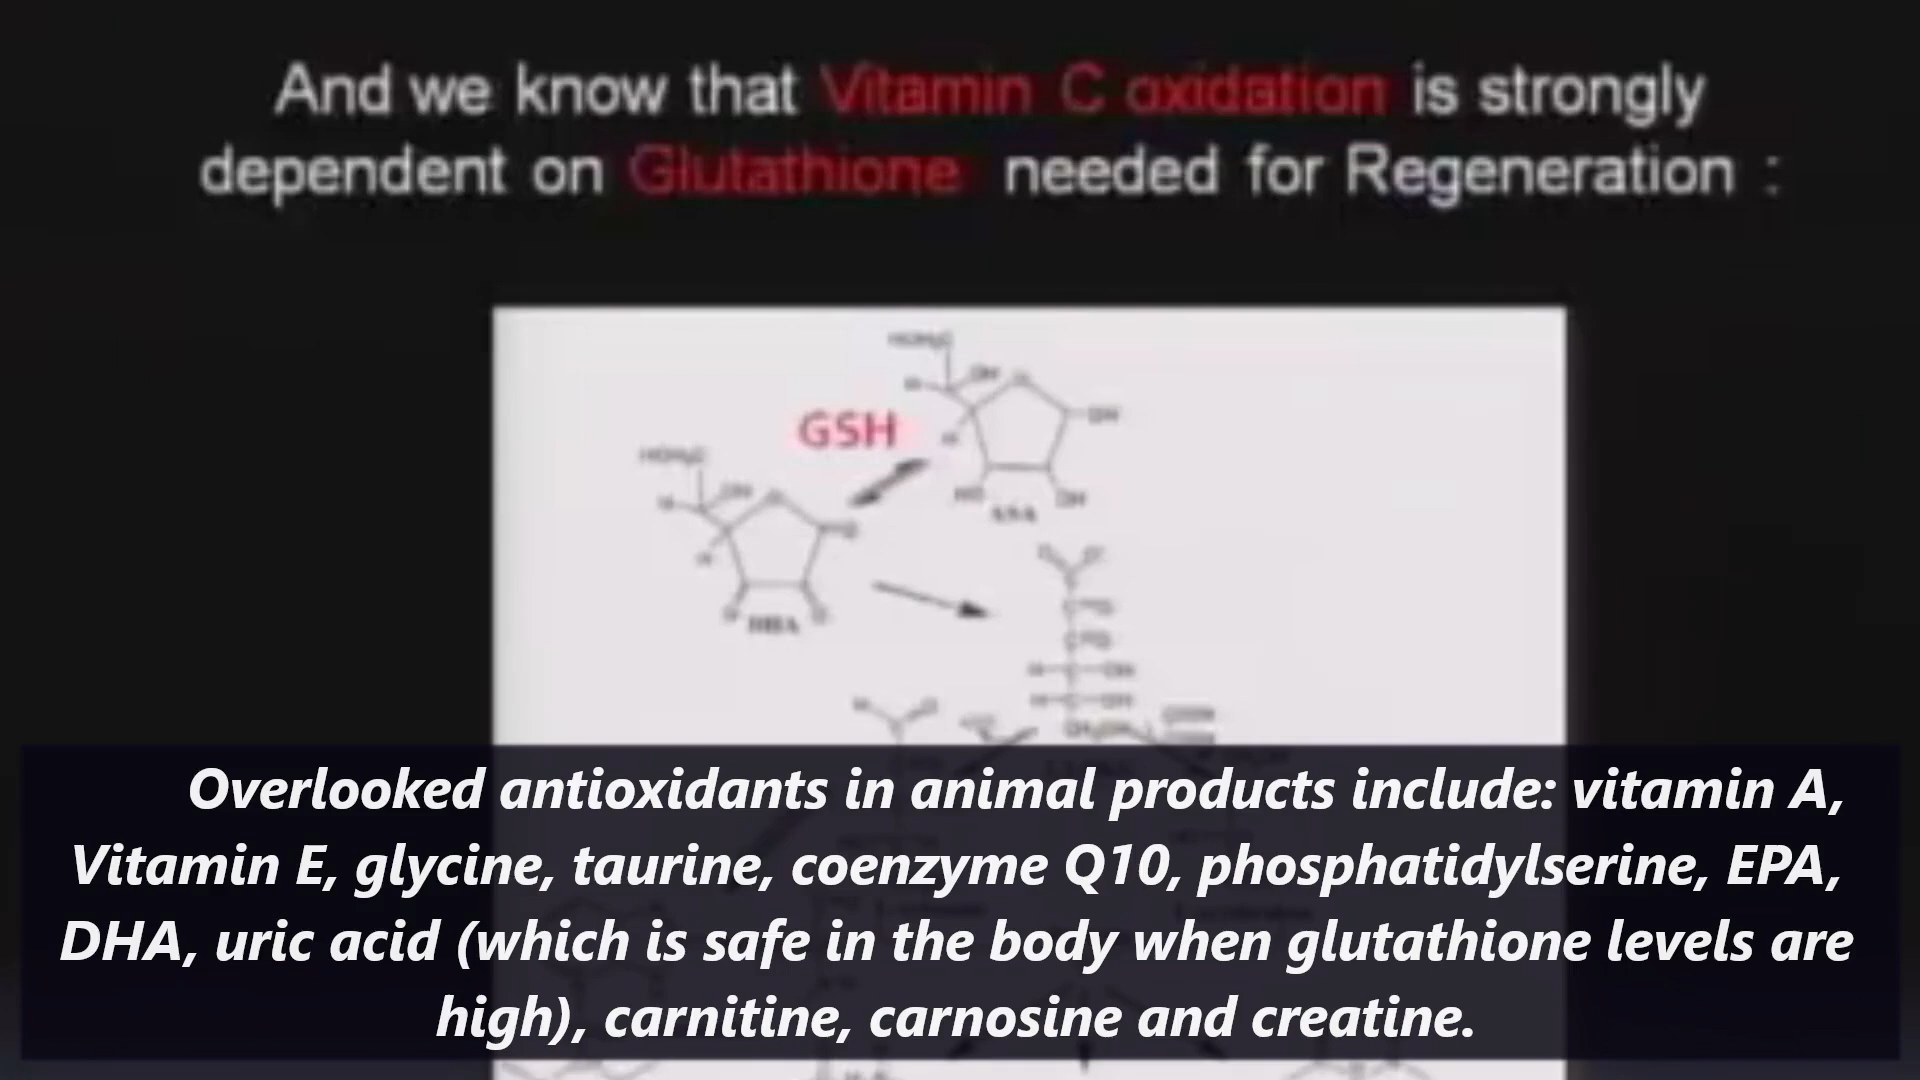 And we know that Vitamin C oxidation is strongly
dependent on Glutathione needed for Regeneration :
GSH
Overlooked antioxidants in animal products include: vitamin A,
Vitamin E, glycine, taurine, coenzyme Q10, phosphatidylserine, EPA,
DHA, uric acid (which is safe in the body when glutathione levels are
high), carnitine, carnosine and creatine.